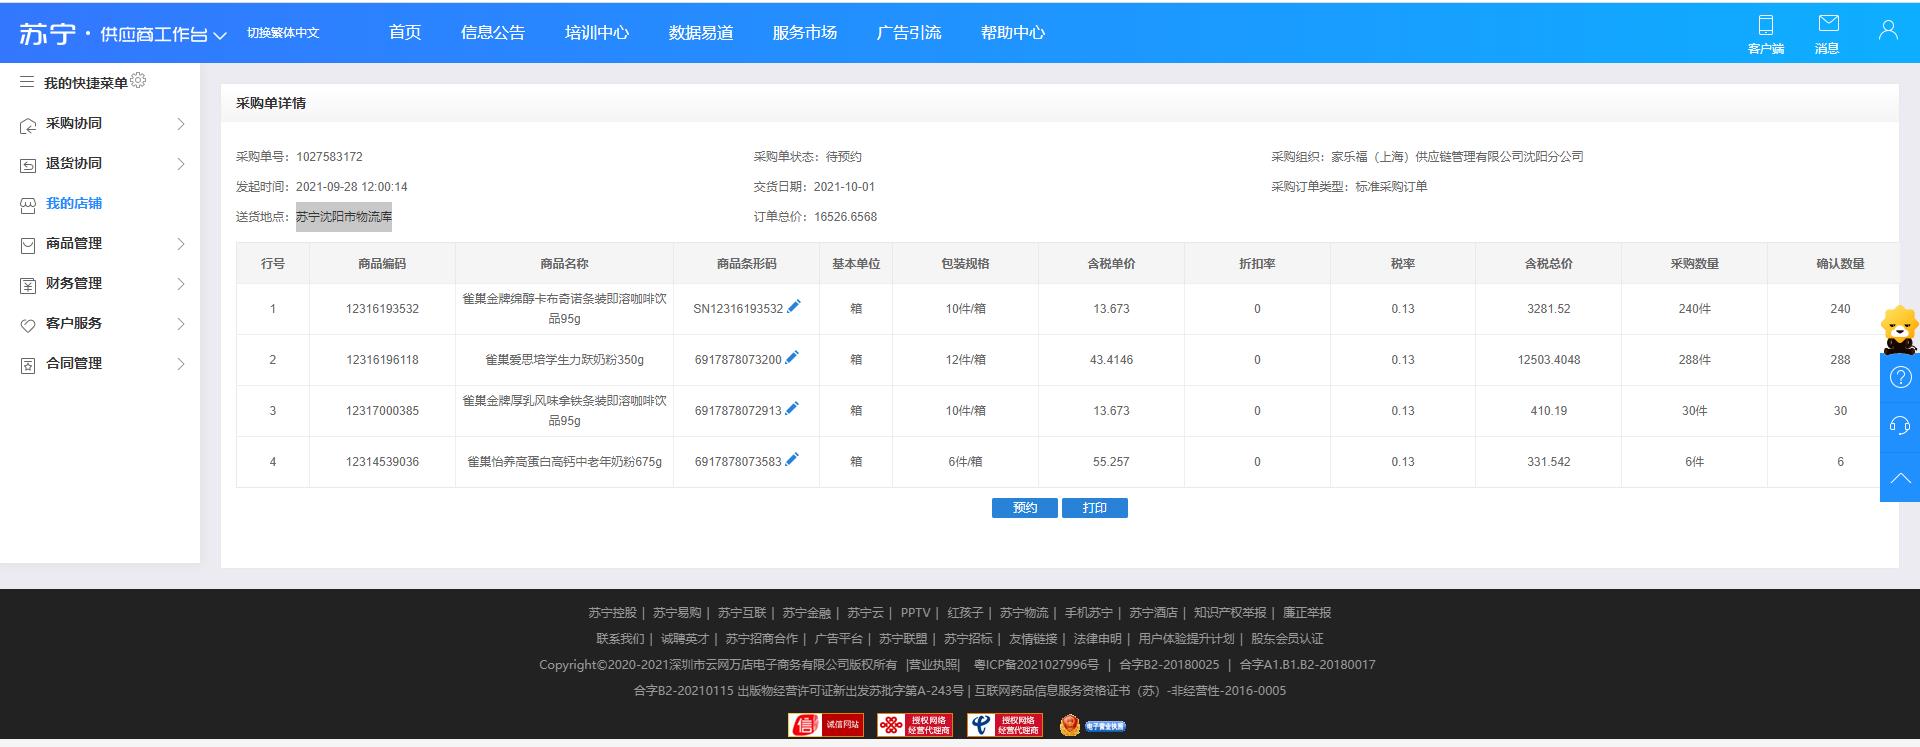 苏宁·供应商工作台 切换繁体中文 首页 信息公告 培训中心 数据易道 服务市场 广告引流 帮助中心 客户端 消息
我的快捷菜单
采购协同
退货协同
我的店铺
商品管理
财务管理
客户服务
合同管理
采购单详情
采购单号：1027583172 采购单状态：待预约 采购组织：家乐福（上海）供应链管理有限公司沈阳分公司
发起时间：2021-09-28 12:00:14 交货日期：2021-10-01 采购订单类型：标准采购订单
送货地点：苏宁沈阳市物流库 订单总价：16526.6568
行号 商品编码 商品名称 商品条形码 基本单位 包装规格 含税单价 折扣率 税率 含税总价 采购数量 确认数量
1 12316193532 雀巢金牌绵醇卡布奇诺条装即溶咖啡饮品95g SN12316193532 箱 10件/箱 13.673 0 0.13 3281.52 240件 240
2 12316196118 雀巢爱思培学生力跃奶粉350g 6917878073200 箱 12件/箱 43.4146 0 0.13 12503.4048 288件 288
3 12317000385 雀巢金牌厚乳风味拿铁条装即溶咖啡饮品95g 6917878072913 箱 10件/箱 13.673 0 0.13 410.19 30件 30
4 12314539036 雀巢怡养高蛋白高钙中老年奶粉675g 6917878073583 箱 6件/箱 55.257 0 0.13 331.542 6件 6
预约 打印
苏宁控股 | 苏宁易购 | 苏宁互联 | 苏宁金融 | 苏宁云 | PPTV | 红孩子 | 苏宁物流 | 手机苏宁 | 苏宁酒店 | 知识产权举报 | 廉正举报
联系我们 | 诚聘英才 | 苏宁招商合作 | 广告平台 | 苏宁联盟 | 苏宁招标 | 友情链接 | 法律申明 | 用户体验提升计划 | 股东会员认证
Copyright©2020-2021深圳市云网万店电子商务有限公司版权所有 |营业执照| 粤ICP备2021027996号 | 合字B2-20180025 | 合字A1.B1.B2-20180017
合字B2-20210115 出版物经营许可证新出发苏批字第A-243号 | 互联网药品信息服务资格证书（苏）-非经营性-2016-0005
信 诚信网站 授权网络经营代理商 授权网络经营代理商 电子营业执照